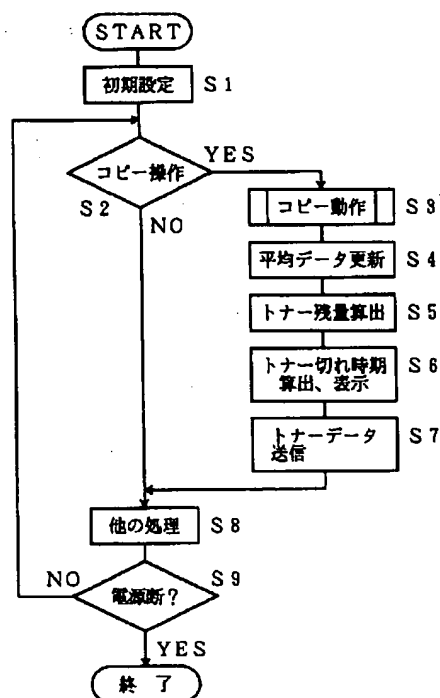 START
初期設定 S1
コピー操作 YES
S2 NO
コピー動作 S3
平均データ更新 S4
トナー残量算出 S5
トナー切れ時期 S6
算出、表示
トナーデータ S7
送信
他の処理 S8
NO S9
電源断?
YES
終了